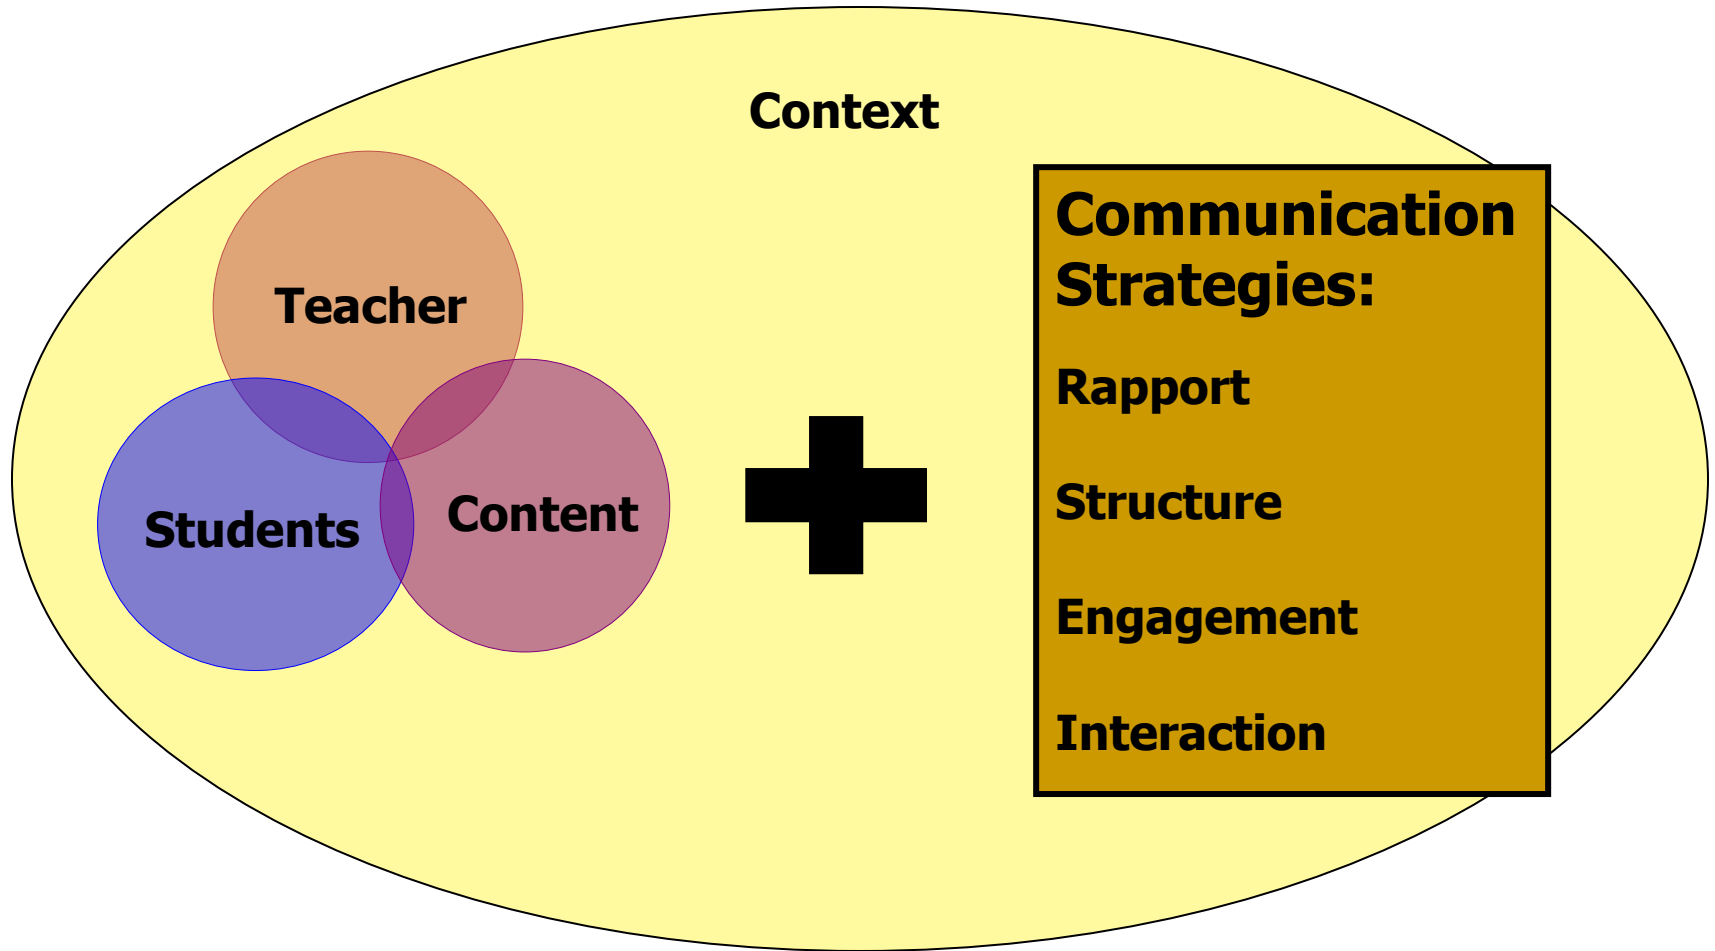 Context
Teacher
Students
Content
Communication
Strategies:
Rapport
Structure
Engagement
Interaction